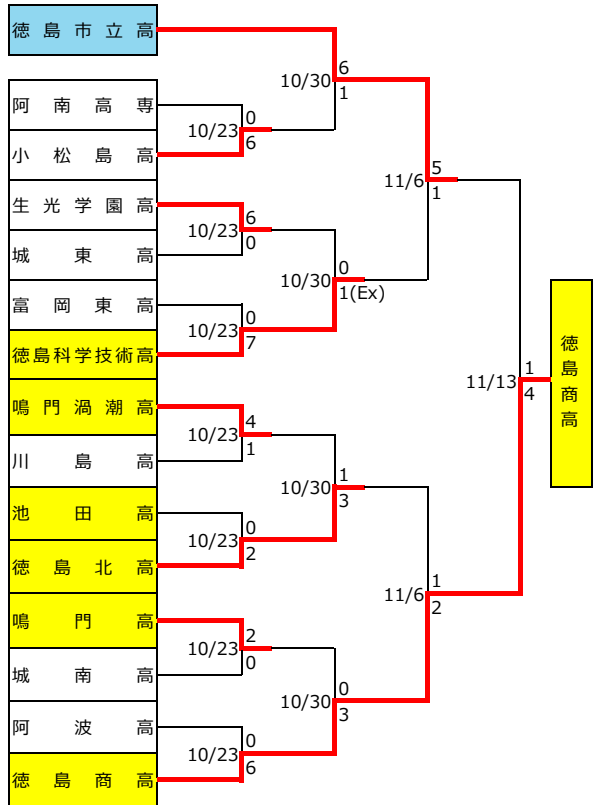 徳島市立高
阿南高専
小松島高
生光学園高
城東高
富岡東高
徳島科学技術高
鳴門渦潮高
川島高
池田高
徳島北高
鳴門高
城南高
阿波高
徳島商高
10/23
0
6
10/23
6
0
10/23
0
7
10/23
4
1
10/23
0
2
10/23
2
0
10/23
0
6
10/30
6
1
10/30
0
1(Ex)
10/30
1
3
10/30
0
3
11/6
5
1
11/6
1
2
11/13
1
4
徳島商高